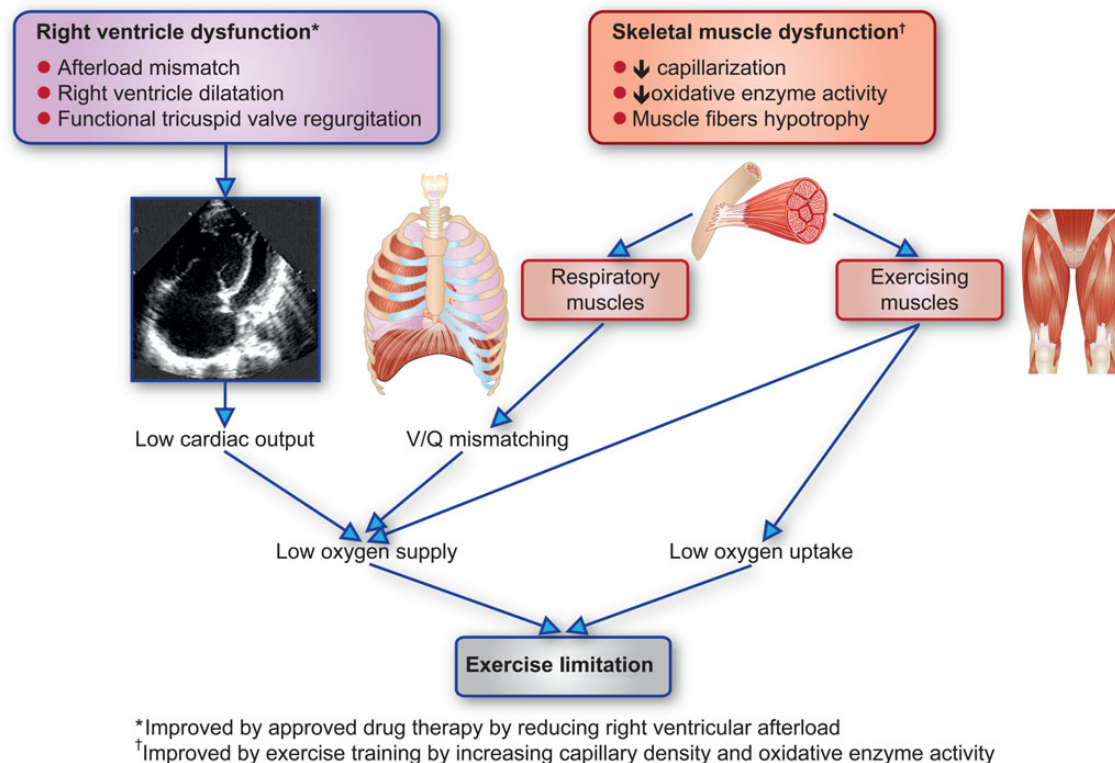 Right ventricle dysfunction*
● Afterload mismatch
● Right ventricle dilatation
● Functional tricuspid valve regurgitation
Skeletal muscle dysfunction†
● ↓ capillarization
● ↓oxidative enzyme activity
● Muscle fibers hypotrophy
Respiratory
muscles
Exercising
muscles
Low cardiac output
V/Q mismatching
Low oxygen supply
Low oxygen uptake
Exercise limitation
*Improved by approved drug therapy by reducing right ventricular afterload
†Improved by exercise training by increasing capillary density and oxidative enzyme activity